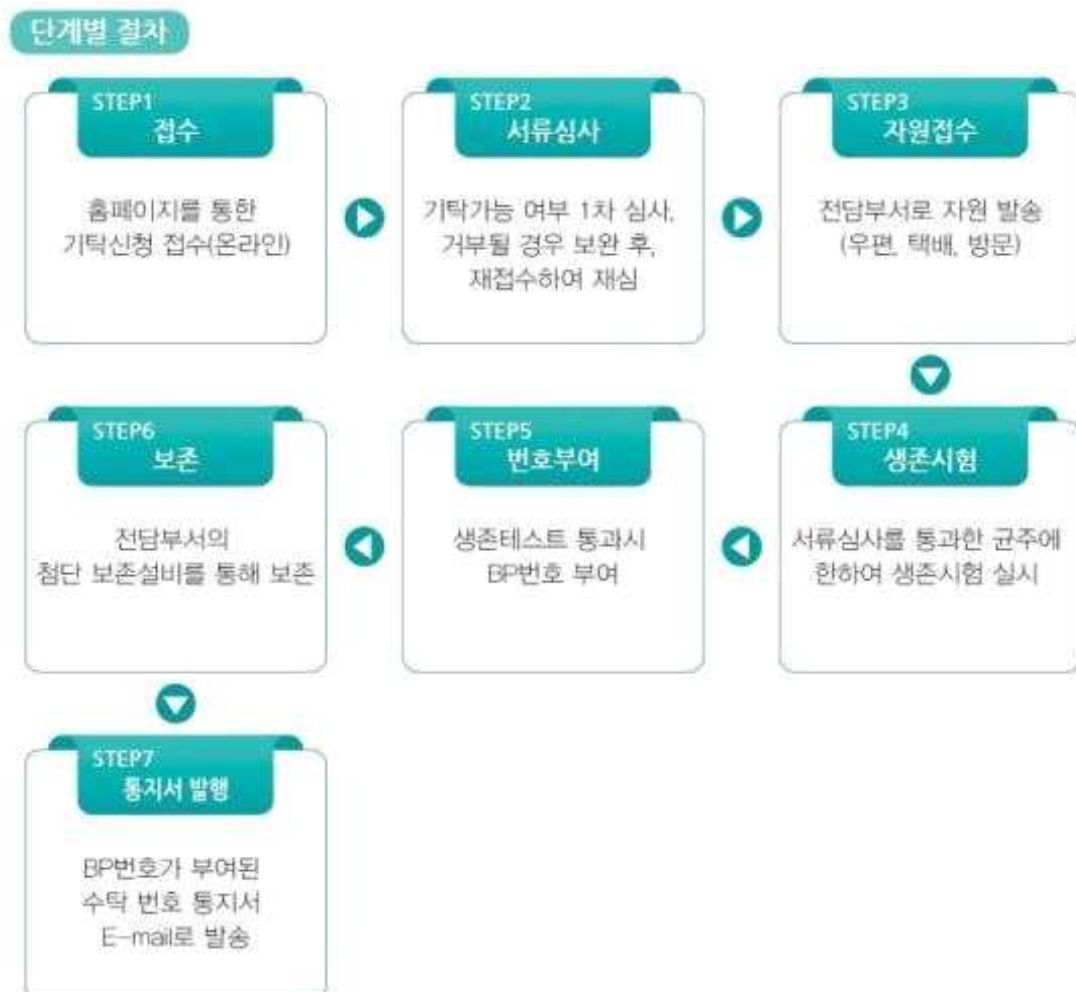 단계별 절차
STEP1
접수
홈페이지를 통한
기탁신청 접수(온라인)
STEP2
서류심사
기탁가능 여부 1차 심사,
거부될 경우 보완 후,
재접수하여 재심
STEP3
자원접수
전담부서로 자원 발송
(우편, 택배, 방문)
STEP4
생존시험
서류심사를 통과한 균주에
한하여 생존시험 실시
STEP5
번호부여
생존테스트 통과시
BP번호 부여
STEP6
보존
전담부서의
첨단 보존설비를 통해 보존
STEP7
통지서 발행
BP번호가 부여된
수탁 번호 통지서
E-mail로 발송